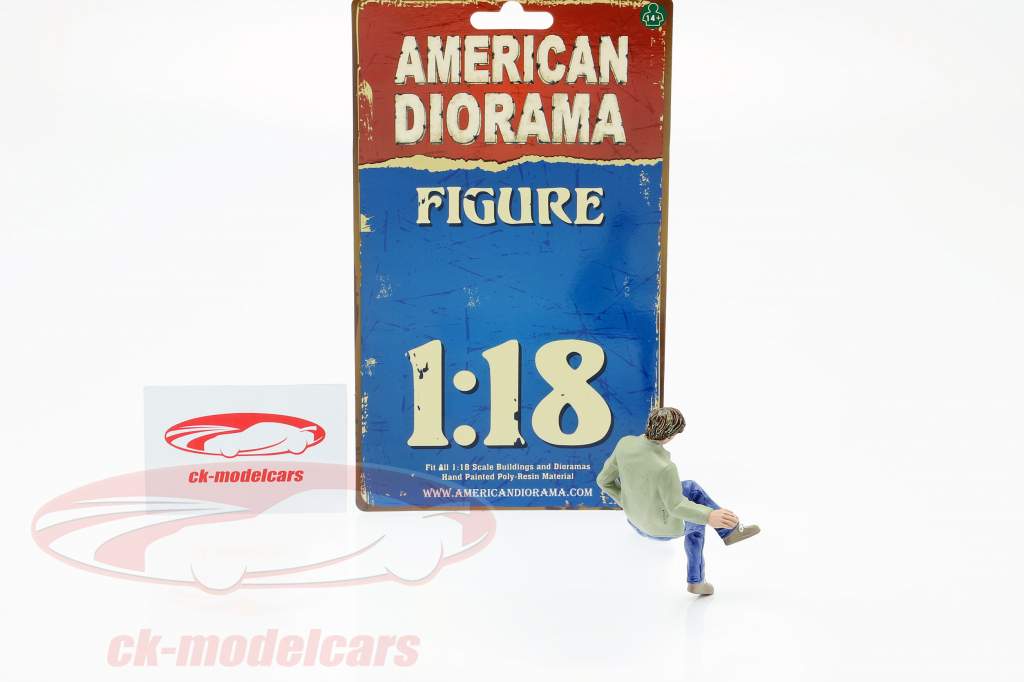 14+
AMERICAN
DIORAMA
FIGURE
1:18
Fit All 1:18 Scale Buildings and Dioramas
Hand Painted Poly-Resin Material
WWW.AMERICANDIORAMA.COM
ck-modelcars
ck-modelcars